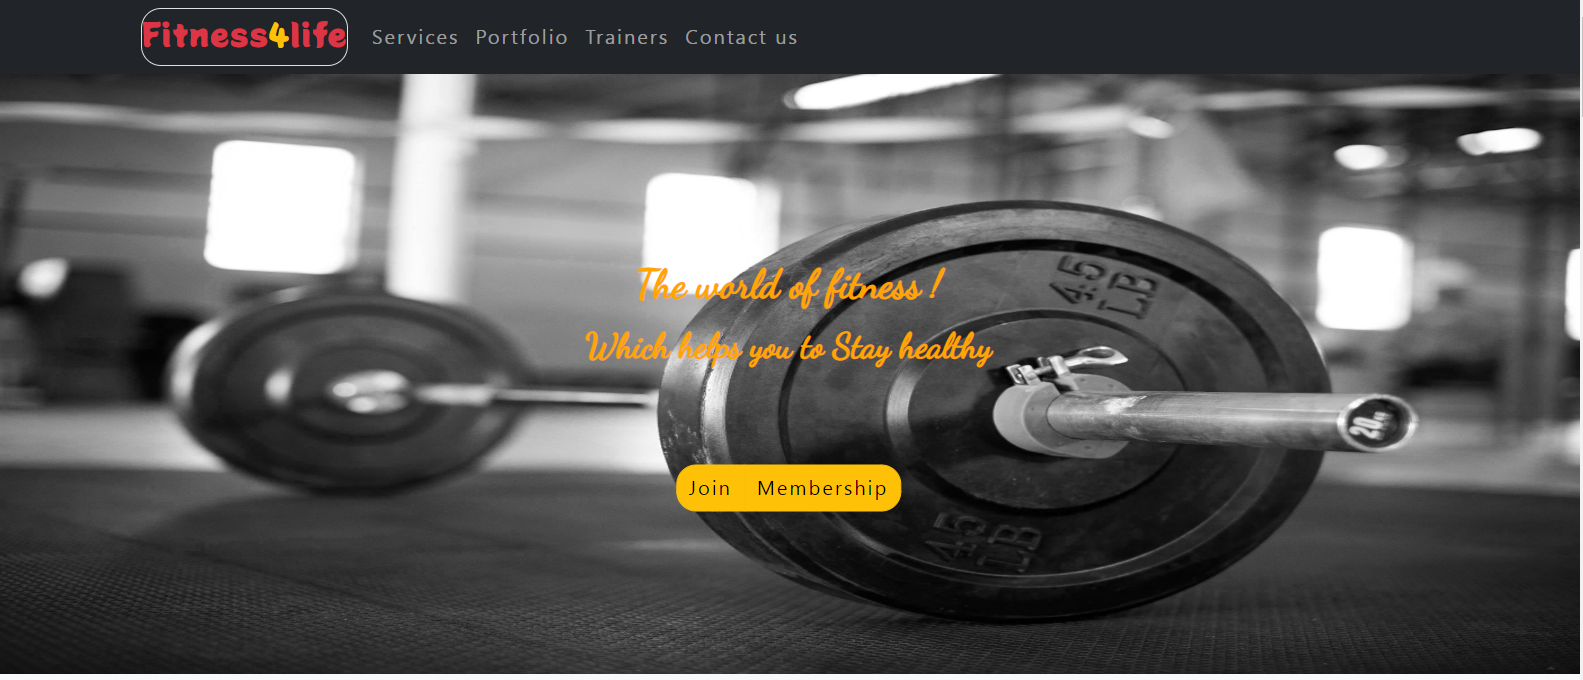 Fitness4life Services Portfolio Trainers Contact us
45
LB
The world of fitness !
Which helps you to Stay healthy
20
Join Membership
45
LB